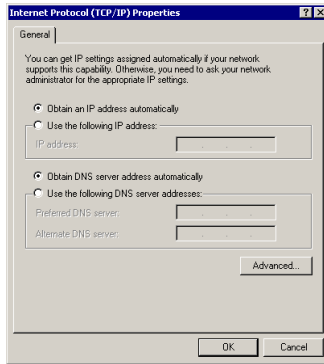 Internet Protocol (TCP/IP) Properties
General
You can get IP settings assigned automatically if your network
supports this capability. Otherwise, you need to ask your network
administrator for the appropriate IP settings.
Obtain an IP address automatically
Use the following IP address:
IP address:
Obtain DNS server address automatically
Use the following DNS server addresses:
Preferred DNS server:
Alternate DNS server:
Advanced...
OK Cancel